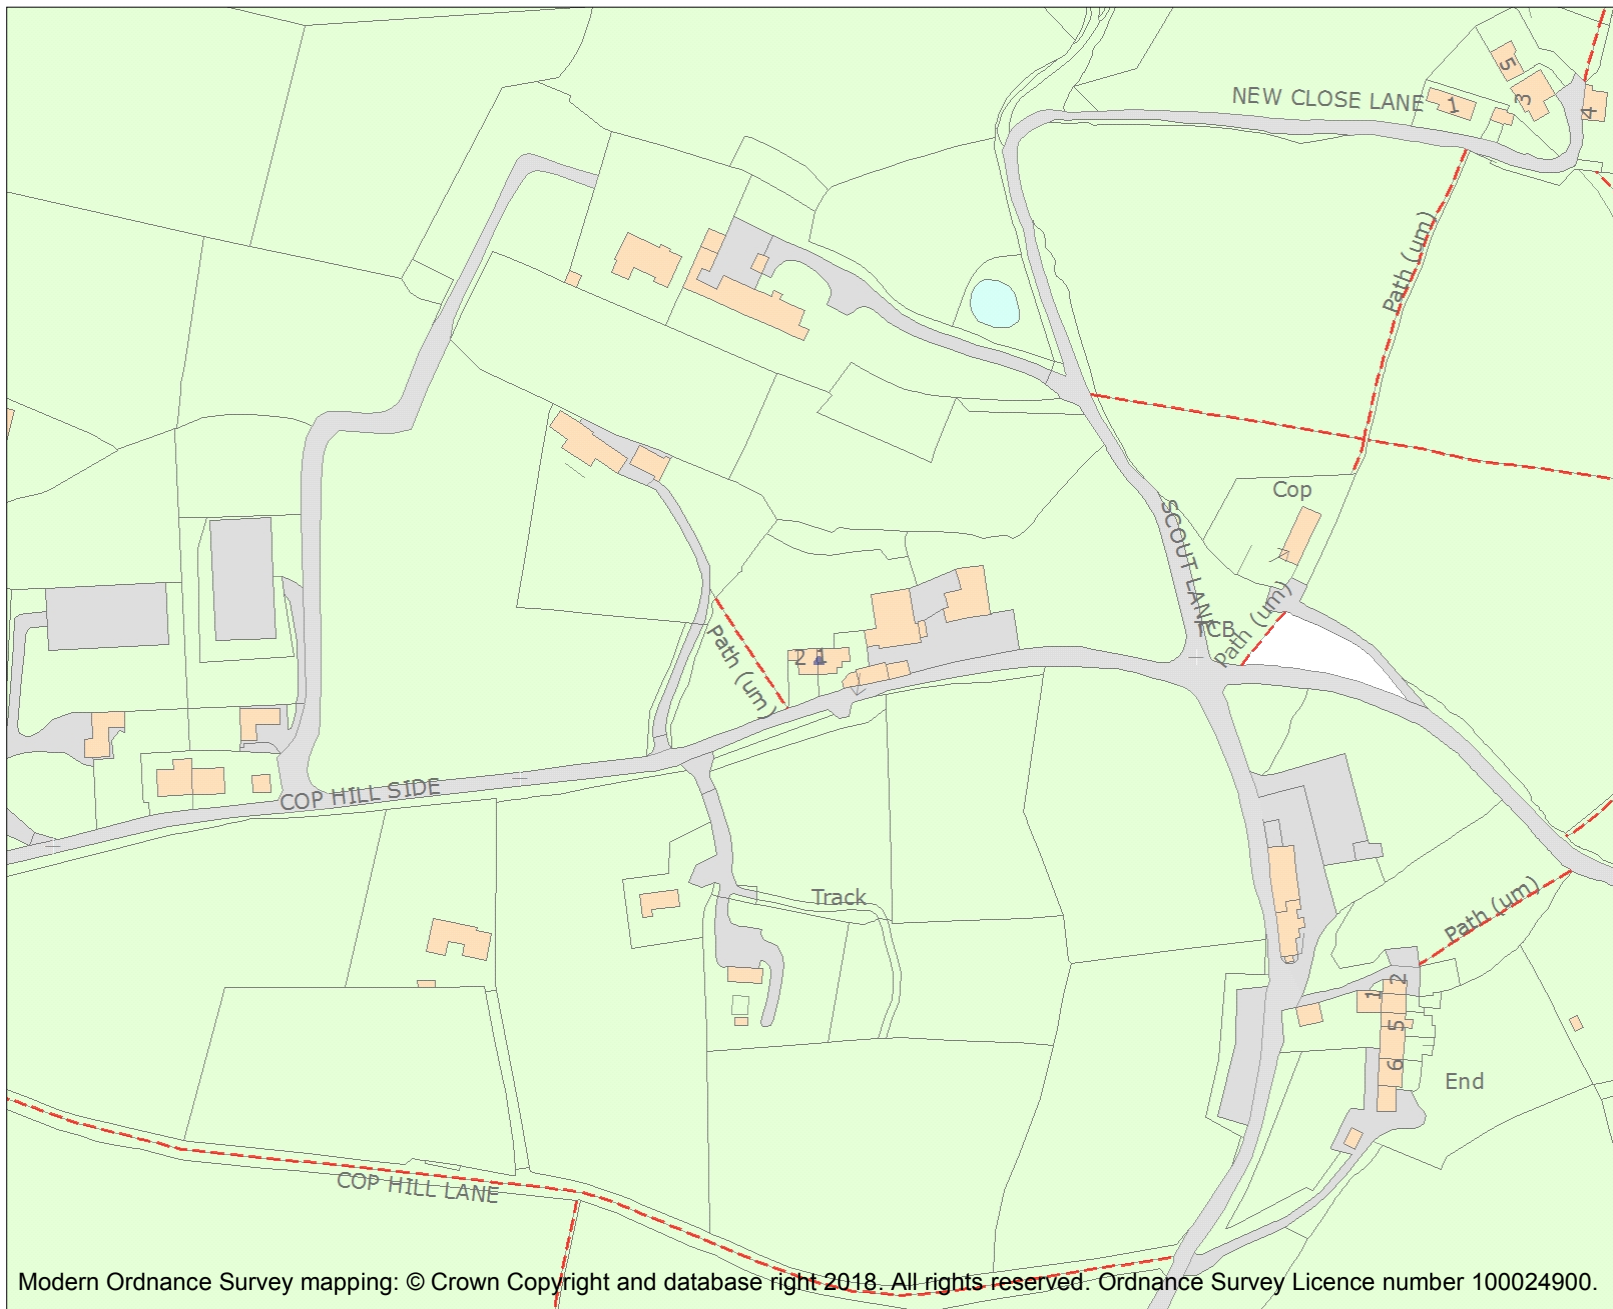 NEW CLOSE LANE
1
5
3
4
Path (um)
Cop
SCOUT LANE
TCB
Path (um)
Path (um)
2 1
COP HILL SIDE
Track
Path (um)
1
2
5
6
End
COP HILL LANE
Modern Ordnance Survey mapping: © Crown Copyright and database right 2018. All rights reserved. Ordnance Survey Licence number 100024900.